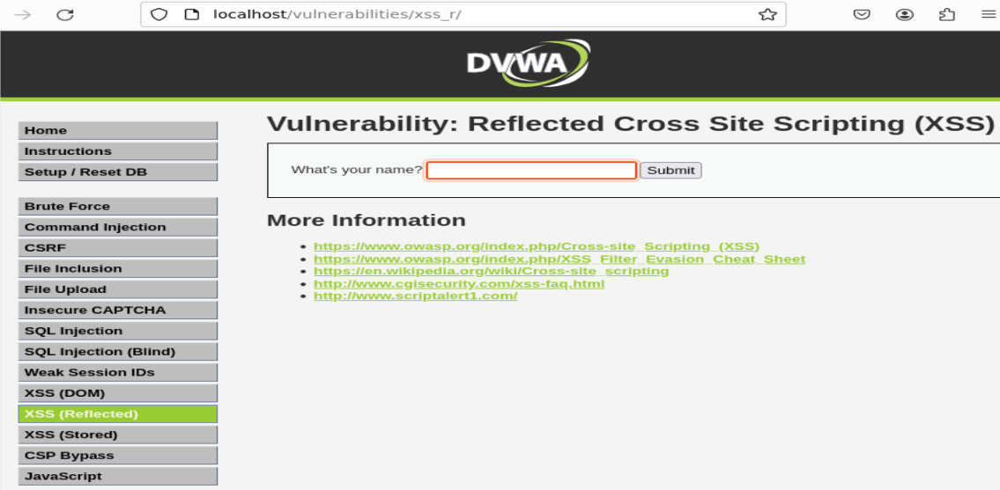 localhost/vulnerabilities/xss_r/
DVWA
Home
Instructions
Setup / Reset DB
Brute Force
Command Injection
CSRF
File Inclusion
File Upload
Insecure CAPTCHA
SQL Injection
SQL Injection (Blind)
Weak Session IDs
XSS (DOM)
XSS (Reflected)
XSS (Stored)
CSP Bypass
JavaScript
Vulnerability: Reflected Cross Site Scripting (XSS)
What's your name? Submit
More Information
• https://www.owasp.org/index.php/Cross-site_Scripting_(XSS)
• https://www.owasp.org/index.php/XSS_Filter_Evasion_Cheat_Sheet
• https://en.wikipedia.org/wiki/Cross-site_scripting
• http://www.cgisecurity.com/xss-faq.html
• http://www.scriptalert1.com/